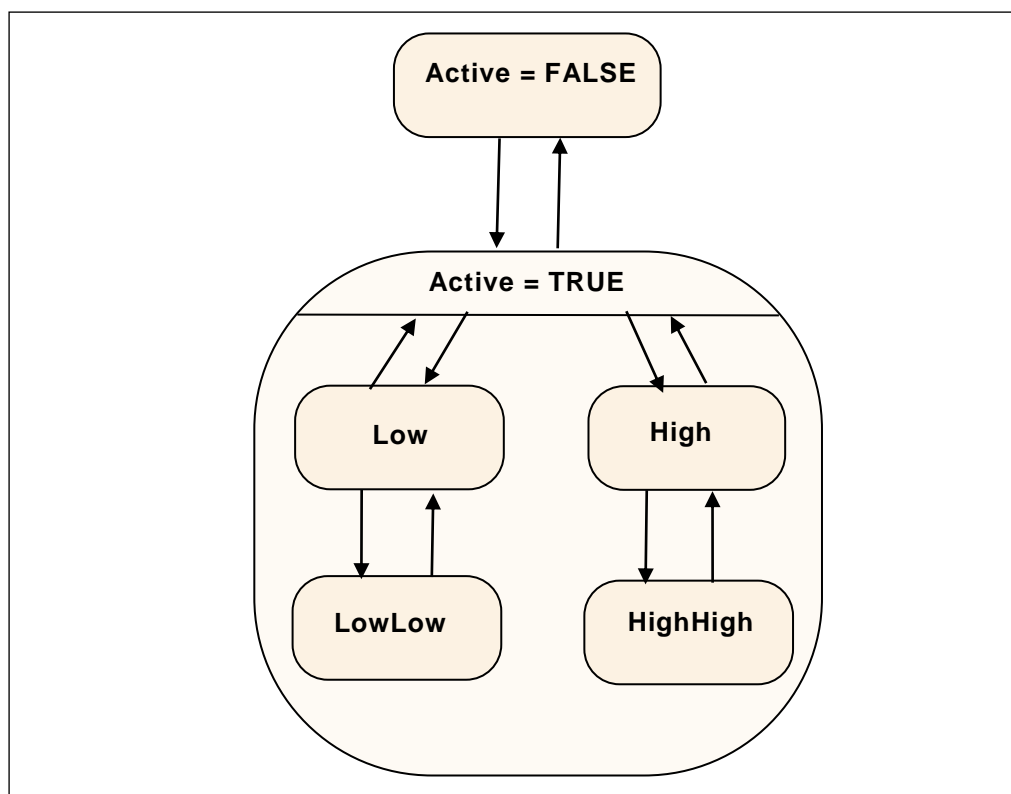 Active = FALSE
Active = TRUE
Low
High
LowLow
HighHigh